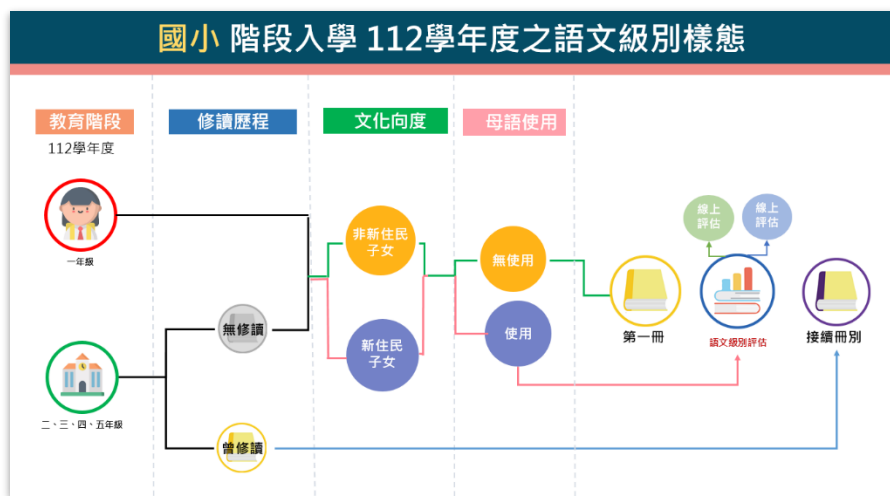 國小 階段入學 112學年度之語文級別樣態
教育階段
修讀歷程
文化向度
母語使用
112學年度
一年級
二、三、四、五年級
無修讀
曾修讀
非新住民
子女
新住民
子女
無使用
使用
第一冊
線上
評估
線上
評估
語文級別評估
接續冊別